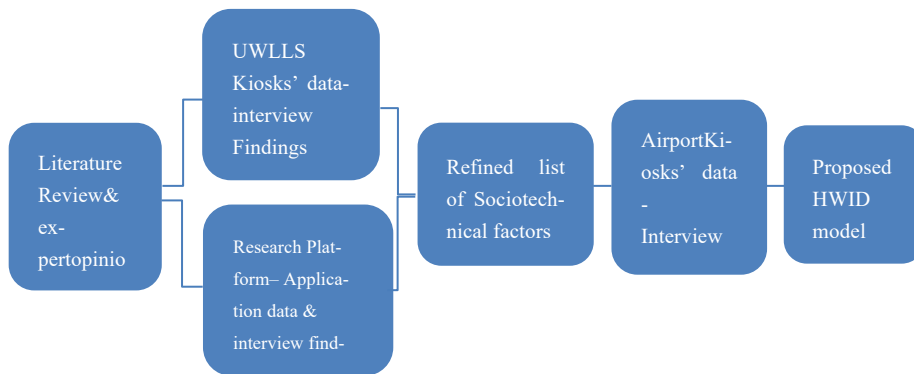 Literature
Review&
ex-
pertopinio
UWLLS
Kiosks’ data-
interview
Findings
Research Plat-
form– Applica-
tion data &
interview find-
Refined list
of Sociotech-
nical factors
AirportKi-
osks’ data
-
Interview
Proposed
HWID
model